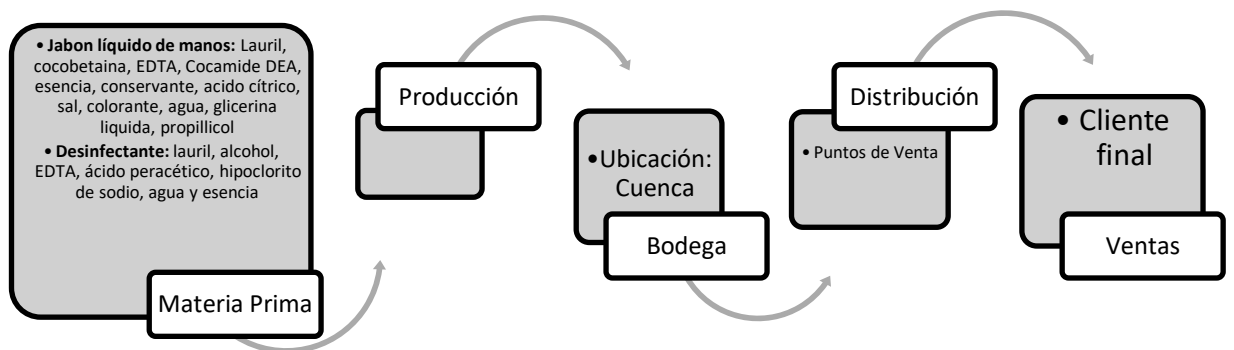 • Jabon líquido de manos: Lauril,
cocobetaina, EDTA, Cocamide DEA,
esencia, conservante, acido cítrico,
sal, colorante, agua, glicerina
liquida, propillicol
• Desinfectante: lauril, alcohol,
EDTA, ácido peracético, hipoclorito
de sodio, agua y esencia
Materia Prima
Producción
•Ubicación:
Cuenca
Bodega
Distribución
• Puntos de Venta
• Cliente
final
Ventas